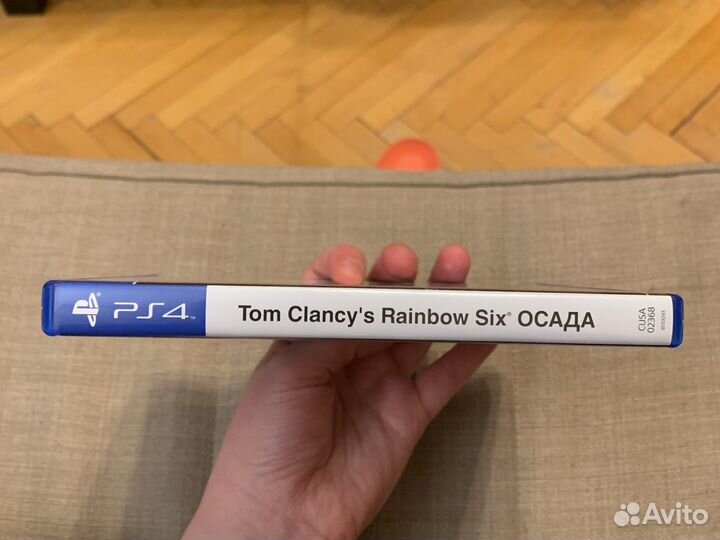 PS4
Tom Clancy's Rainbow Six® ОСАДА
CUSA
02368
Avito